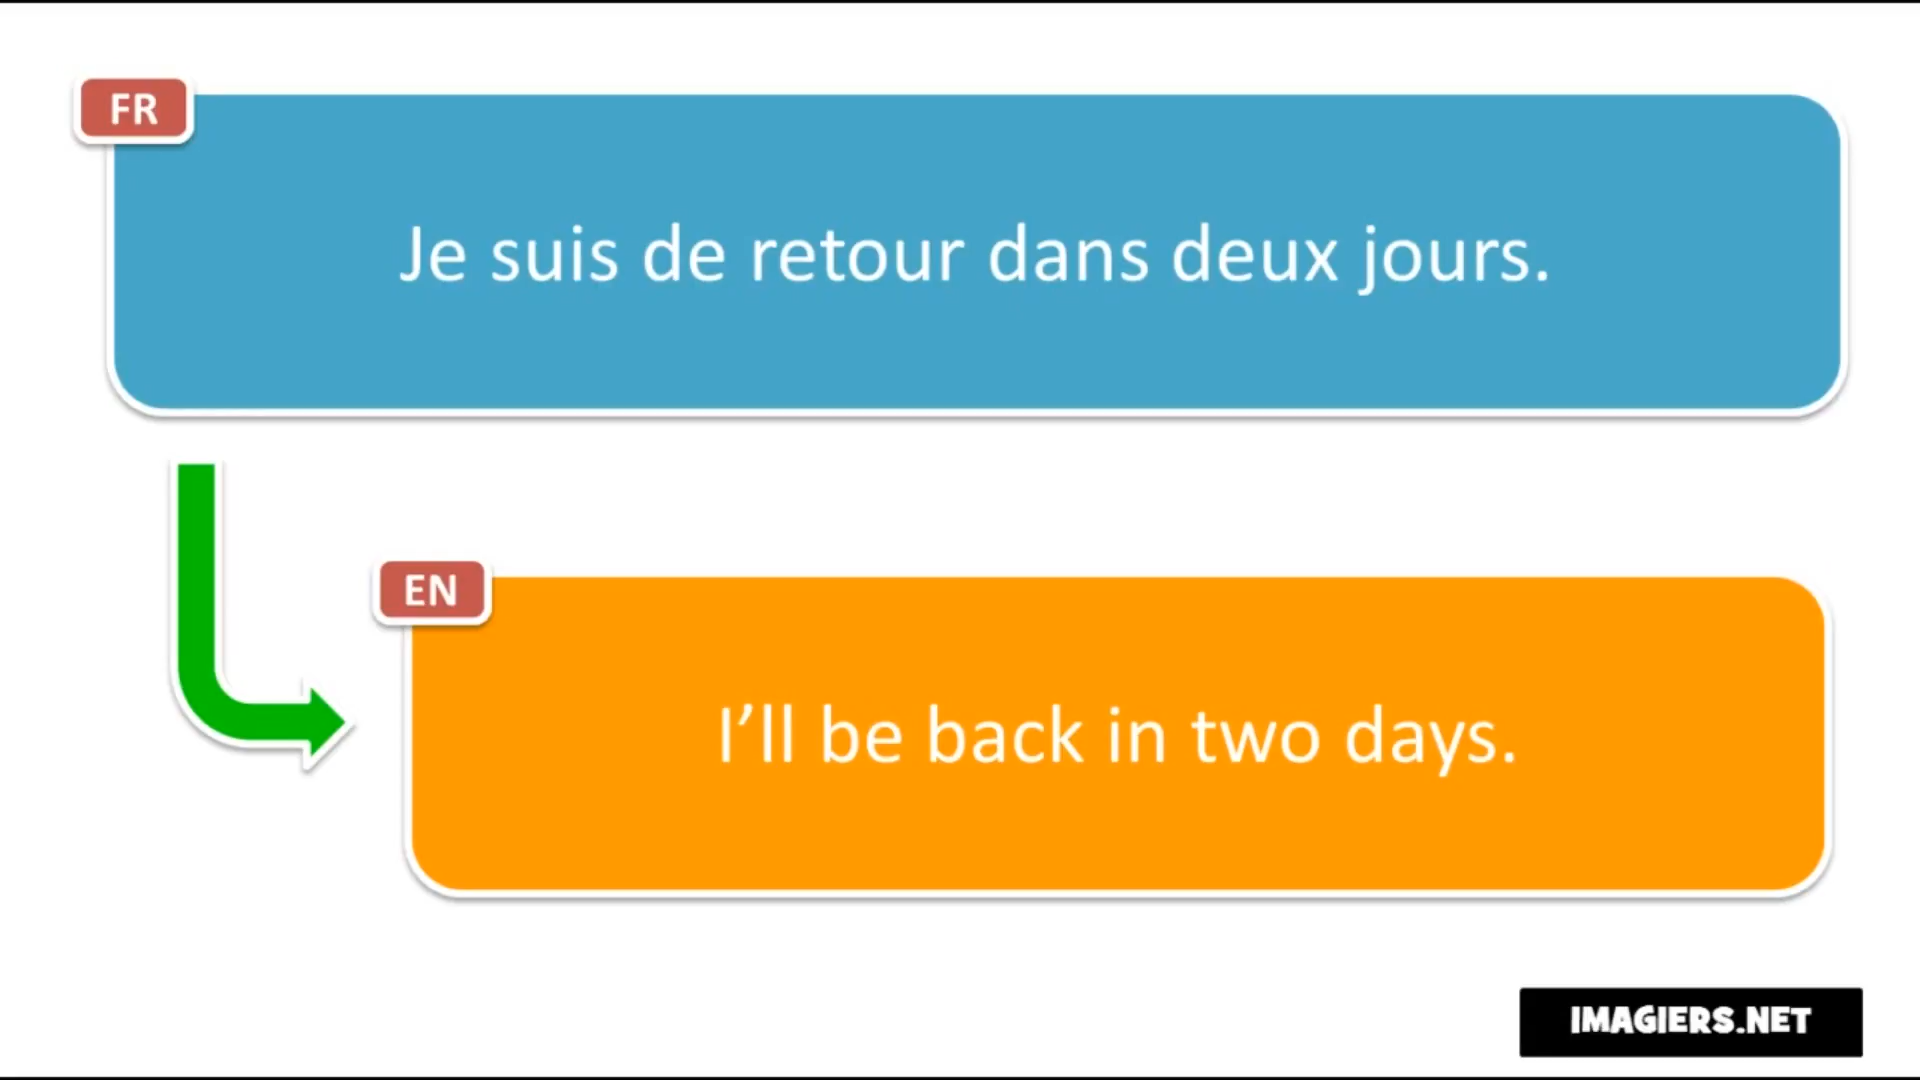 FR
Je suis de retour dans deux jours.
EN
I’ll be back in two days.
IMAGIERS.NET